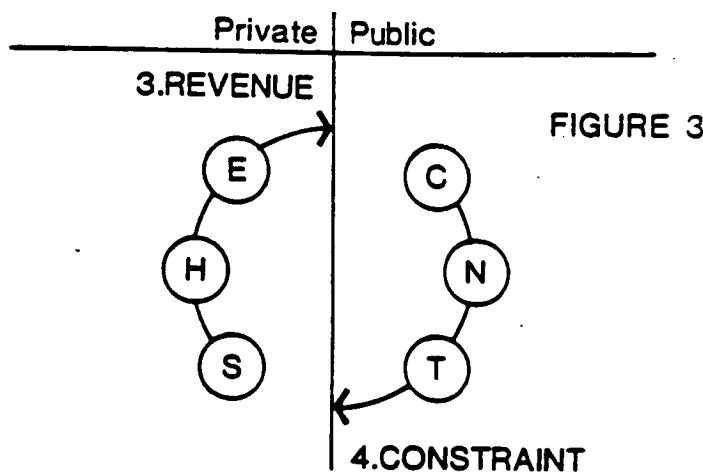 Private Public
3.REVENUE
FIGURE 3
E
C
H
N
S
T
4.CONSTRAINT